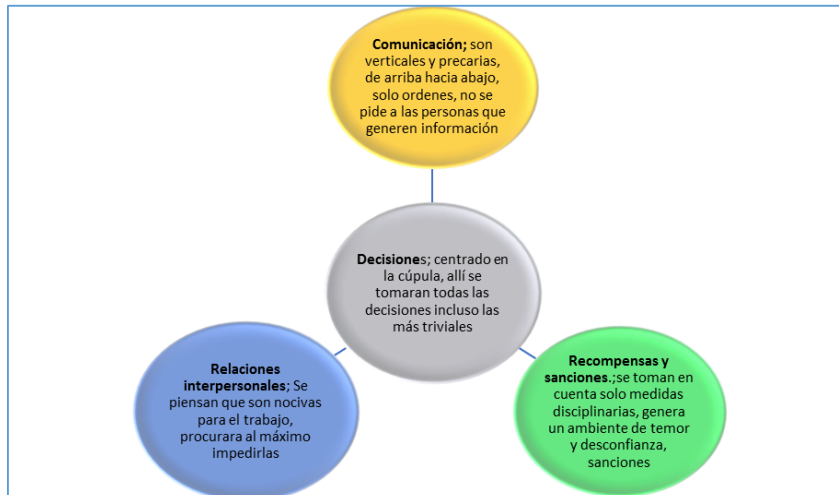 Comunicación; son
verticales y precarias,
de arriba hacia abajo,
solo ordenes, no se
pide a las personas que
generen información
Decisiones; centrado en
la cúpula, allí se
tomaran todas las
decisiones incluso las
más triviales
Relaciones
interpersonales; Se
piensan que son nocivas
para el trabajo,
procurara al máximo
impedirlas
Recompensas y
sanciones.;se toman en
cuenta solo medidas
disciplinarias, genera
un ambiente de temor
y desconfianza,
sanciones